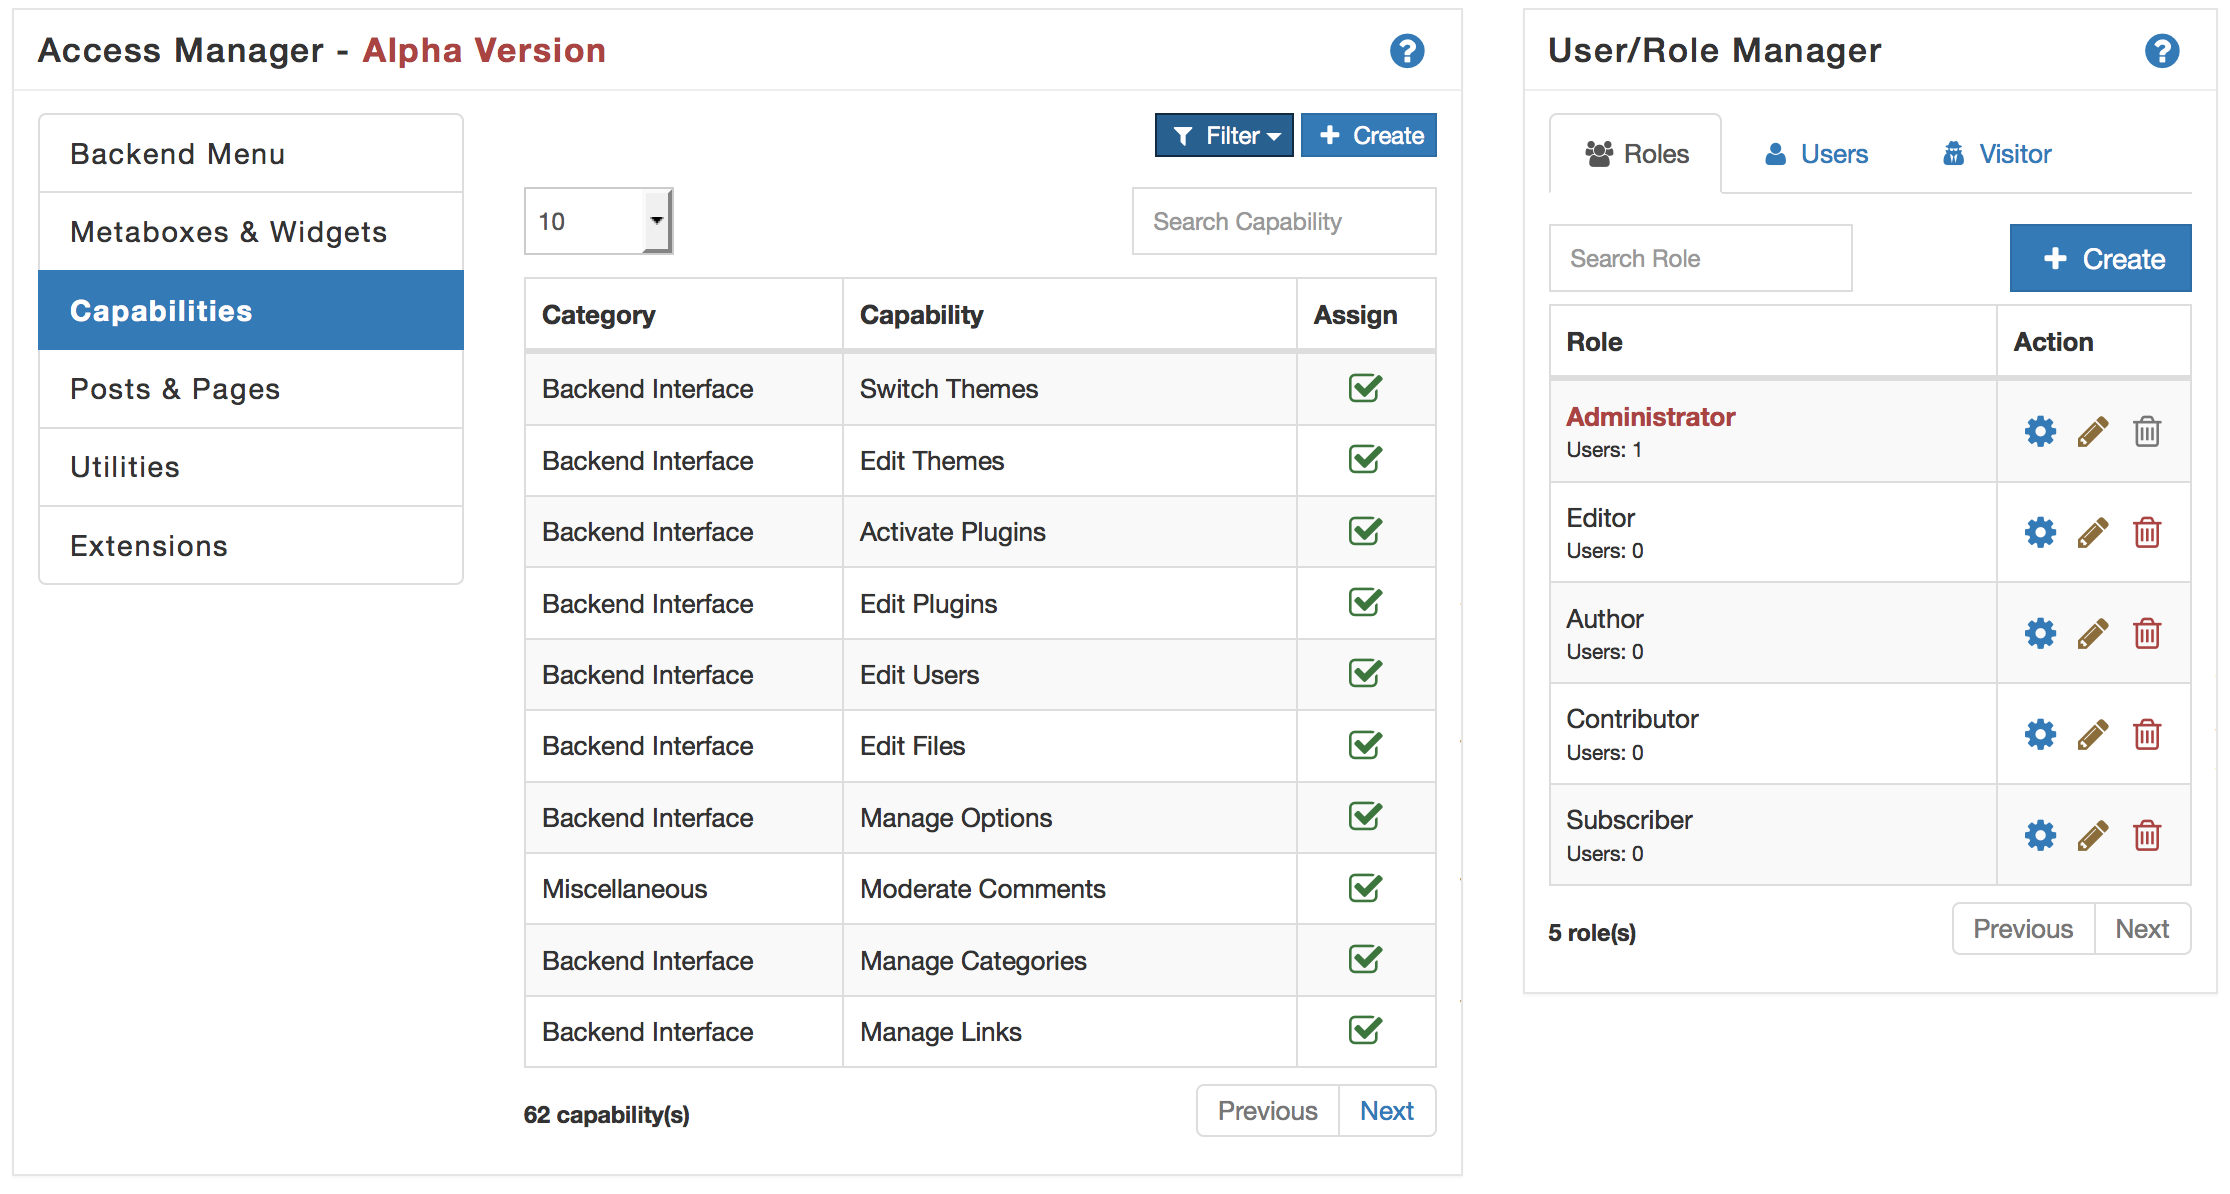 Access Manager - Alpha Version
Backend Menu
Metaboxes & Widgets
Capabilities
Posts & Pages
Utilities
Extensions
Filter
Create
10
Search Capability
Category Capability Assign
Backend Interface Switch Themes
Backend Interface Edit Themes
Backend Interface Activate Plugins
Backend Interface Edit Plugins
Backend Interface Edit Users
Backend Interface Edit Files
Backend Interface Manage Options
Miscellaneous Moderate Comments
Backend Interface Manage Categories
Backend Interface Manage Links
62 capability(s)
Previous Next
User/Role Manager
Roles Users Visitor
Search Role
Create
Role Action
Administrator
Users: 1
Editor
Users: 0
Author
Users: 0
Contributor
Users: 0
Subscriber
Users: 0
5 role(s)
Previous Next